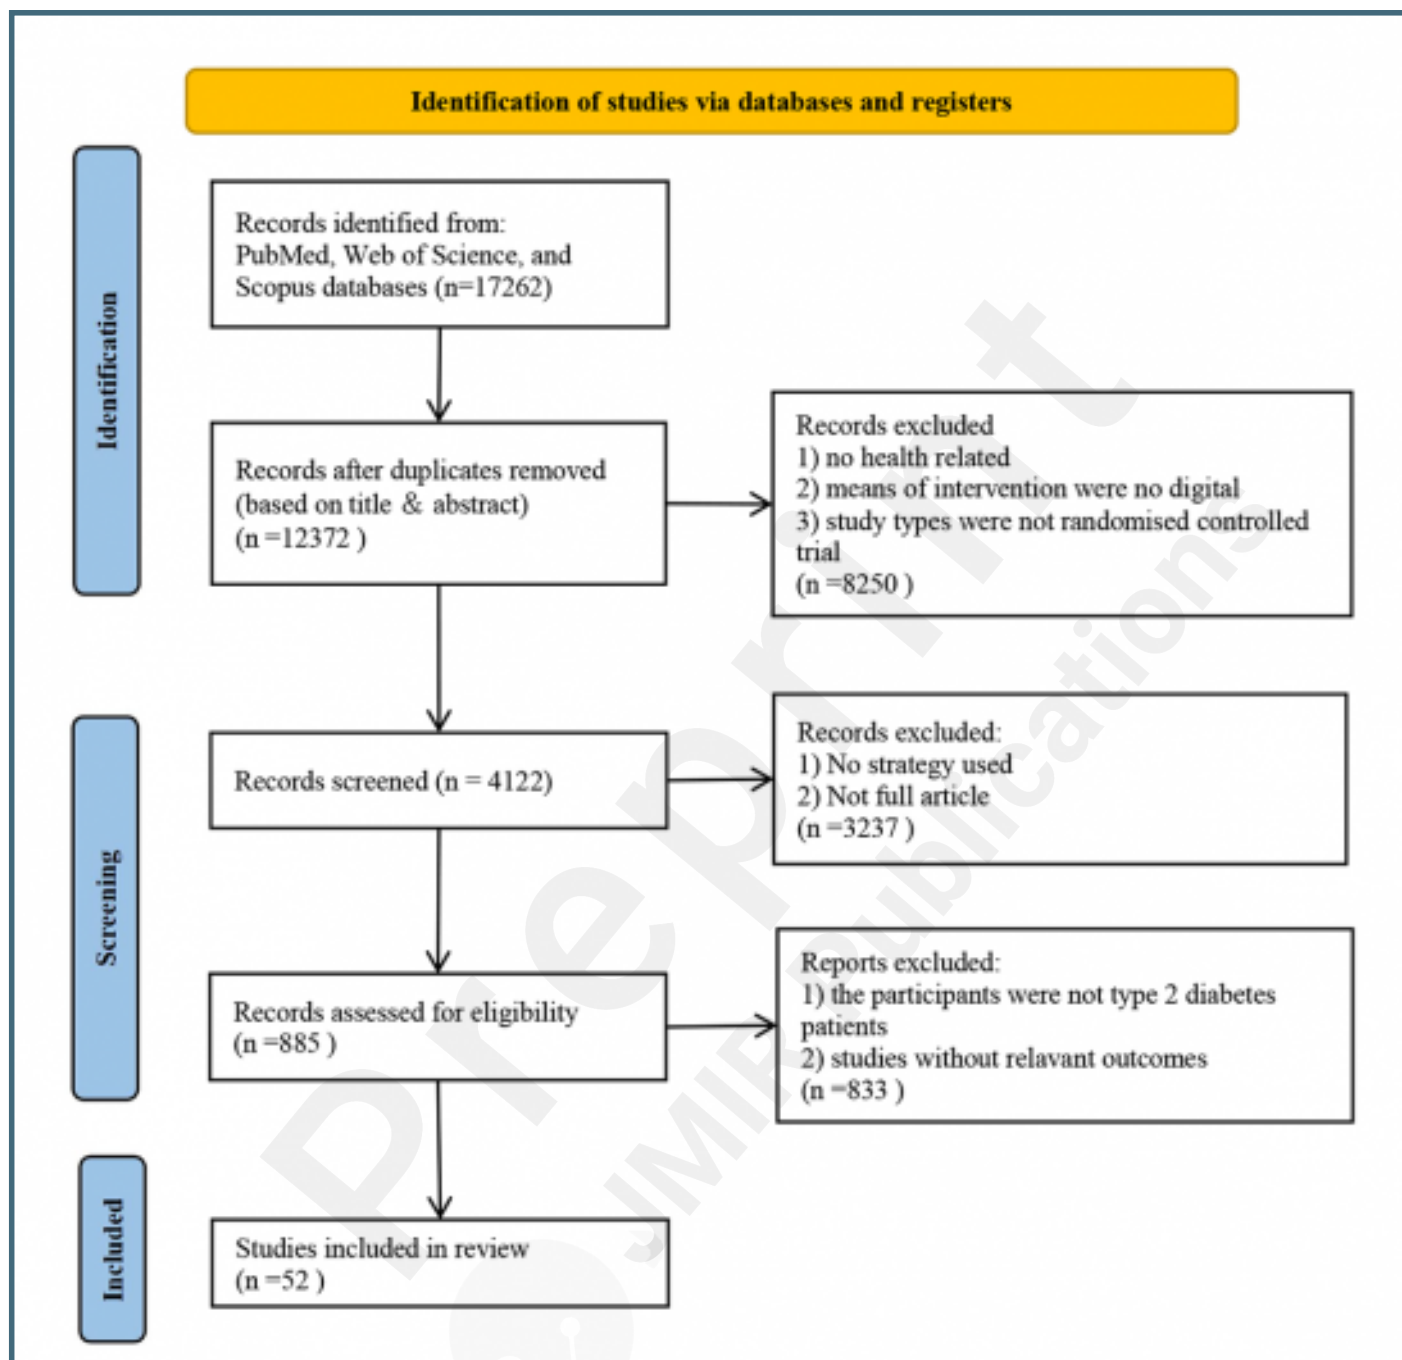 Identification of studies via databases and registers
Identification
Records identified from:
PubMed, Web of Science, and
Scopus databases (n=17262)
Records after duplicates removed
(based on title & abstract)
(n =12372 )
Records excluded
1) no health related
2) means of intervention were no digital
3) study types were not randomised controlled
trial
(n =8250 )
Screening
Records screened (n = 4122)
Records excluded:
1) No strategy used
2) Not full article
(n =3237 )
Records assessed for eligibility
(n =885 )
Reports excluded:
1) the participants were not type 2 diabetes
patients
2) studies without relavant outcomes
(n =833 )
Included
Studies included in review
(n =52 )
Preprint
JMIR Publications